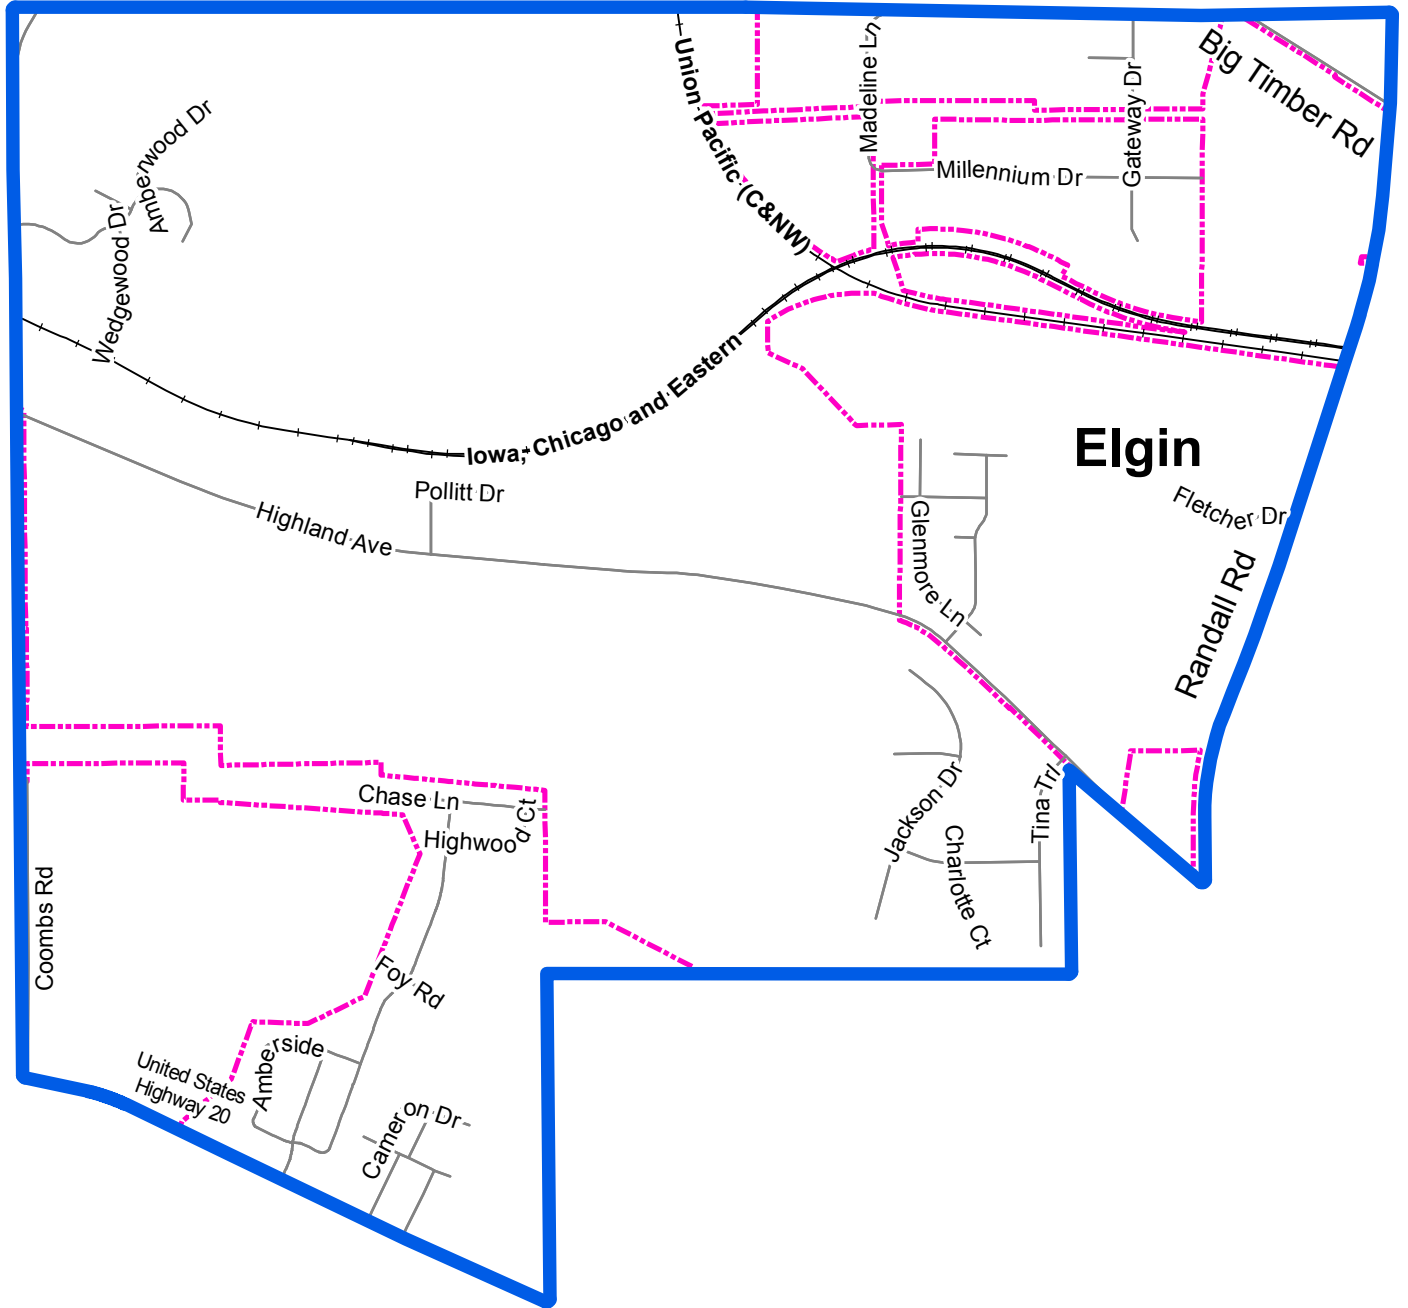 Union Pacific (C&NW)
Madeline Ln
Gateway Dr
Big Timber Rd
Millennium Dr
Amberwood Dr
Wedgewood Dr
Iowa, Chicago and Eastern
Elgin
Pollitt Dr
Highland Ave
Fletcher Dr
Glenmore Ln
Randall Rd
Chase Ln
Highwood Ct
Jackson Dr
Tina Trl
Charlotte Ct
Coombs Rd
Foy Rd
Amberside
United States
Highway 20
Cameron Dr